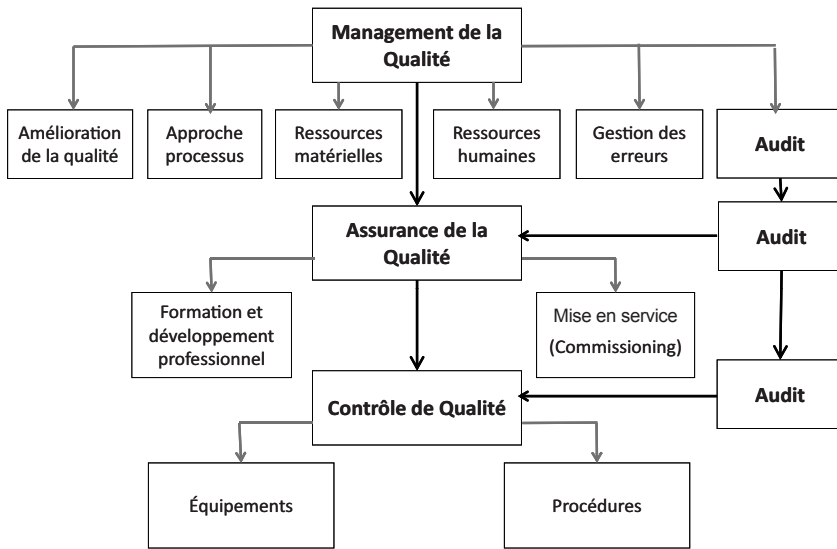 Management de la
Qualité
Amélioration
de la qualité
Approche
processus
Ressources
matérielles
Ressources
humaines
Gestion des
erreurs
Audit
Assurance de la
Qualité
Audit
Formation et
développement
professionnel
Mise en service
(Commissioning)
Contrôle de Qualité
Audit
Équipements
Procédures